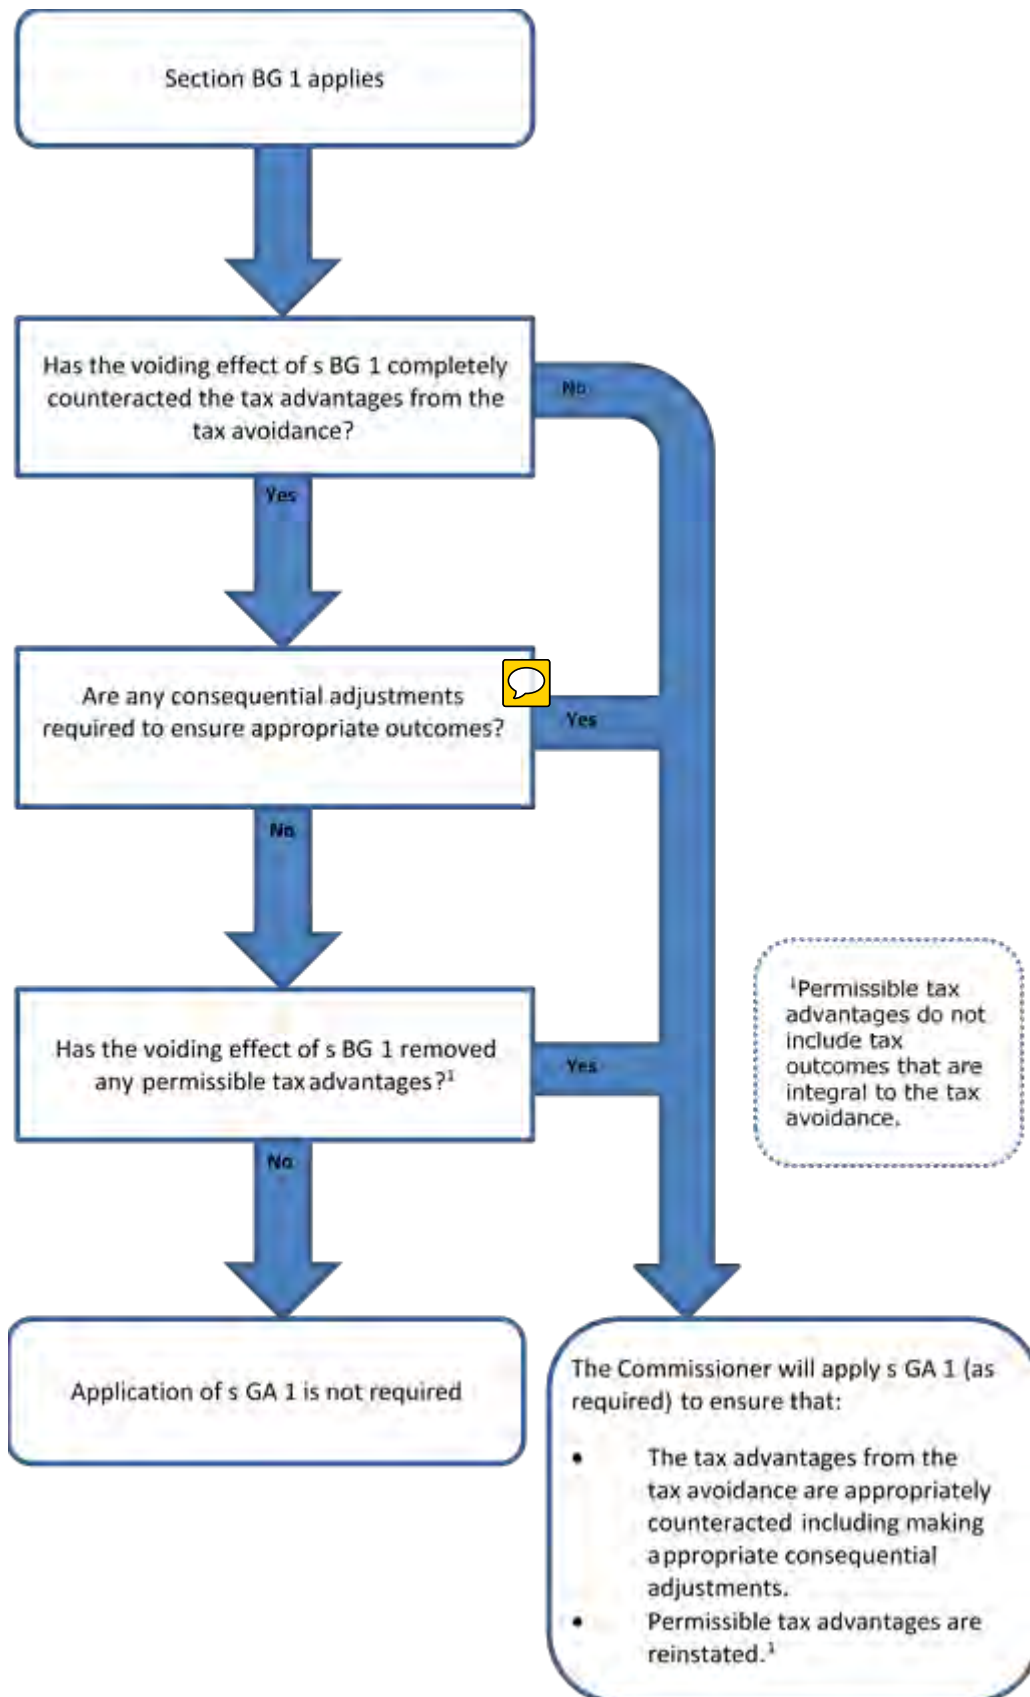 Section BG 1 applies
Has the voiding effect of s BG 1 completely
counteracted the tax advantages from the
tax avoidance?
No
Yes
Are any consequential adjustments
required to ensure appropriate outcomes?
Yes
No
Has the voiding effect of s BG 1 removed
any permissible tax advantages?¹
Yes
No
¹Permissible tax
advantages do not
include tax
outcomes that are
integral to the tax
avoidance.
Application of s GA 1 is not required
The Commissioner will apply s GA 1 (as
required) to ensure that:
• The tax advantages from the
tax avoidance are appropriately
counteracted including making
appropriate consequential
adjustments.
• Permissible tax advantages are
reinstated.¹